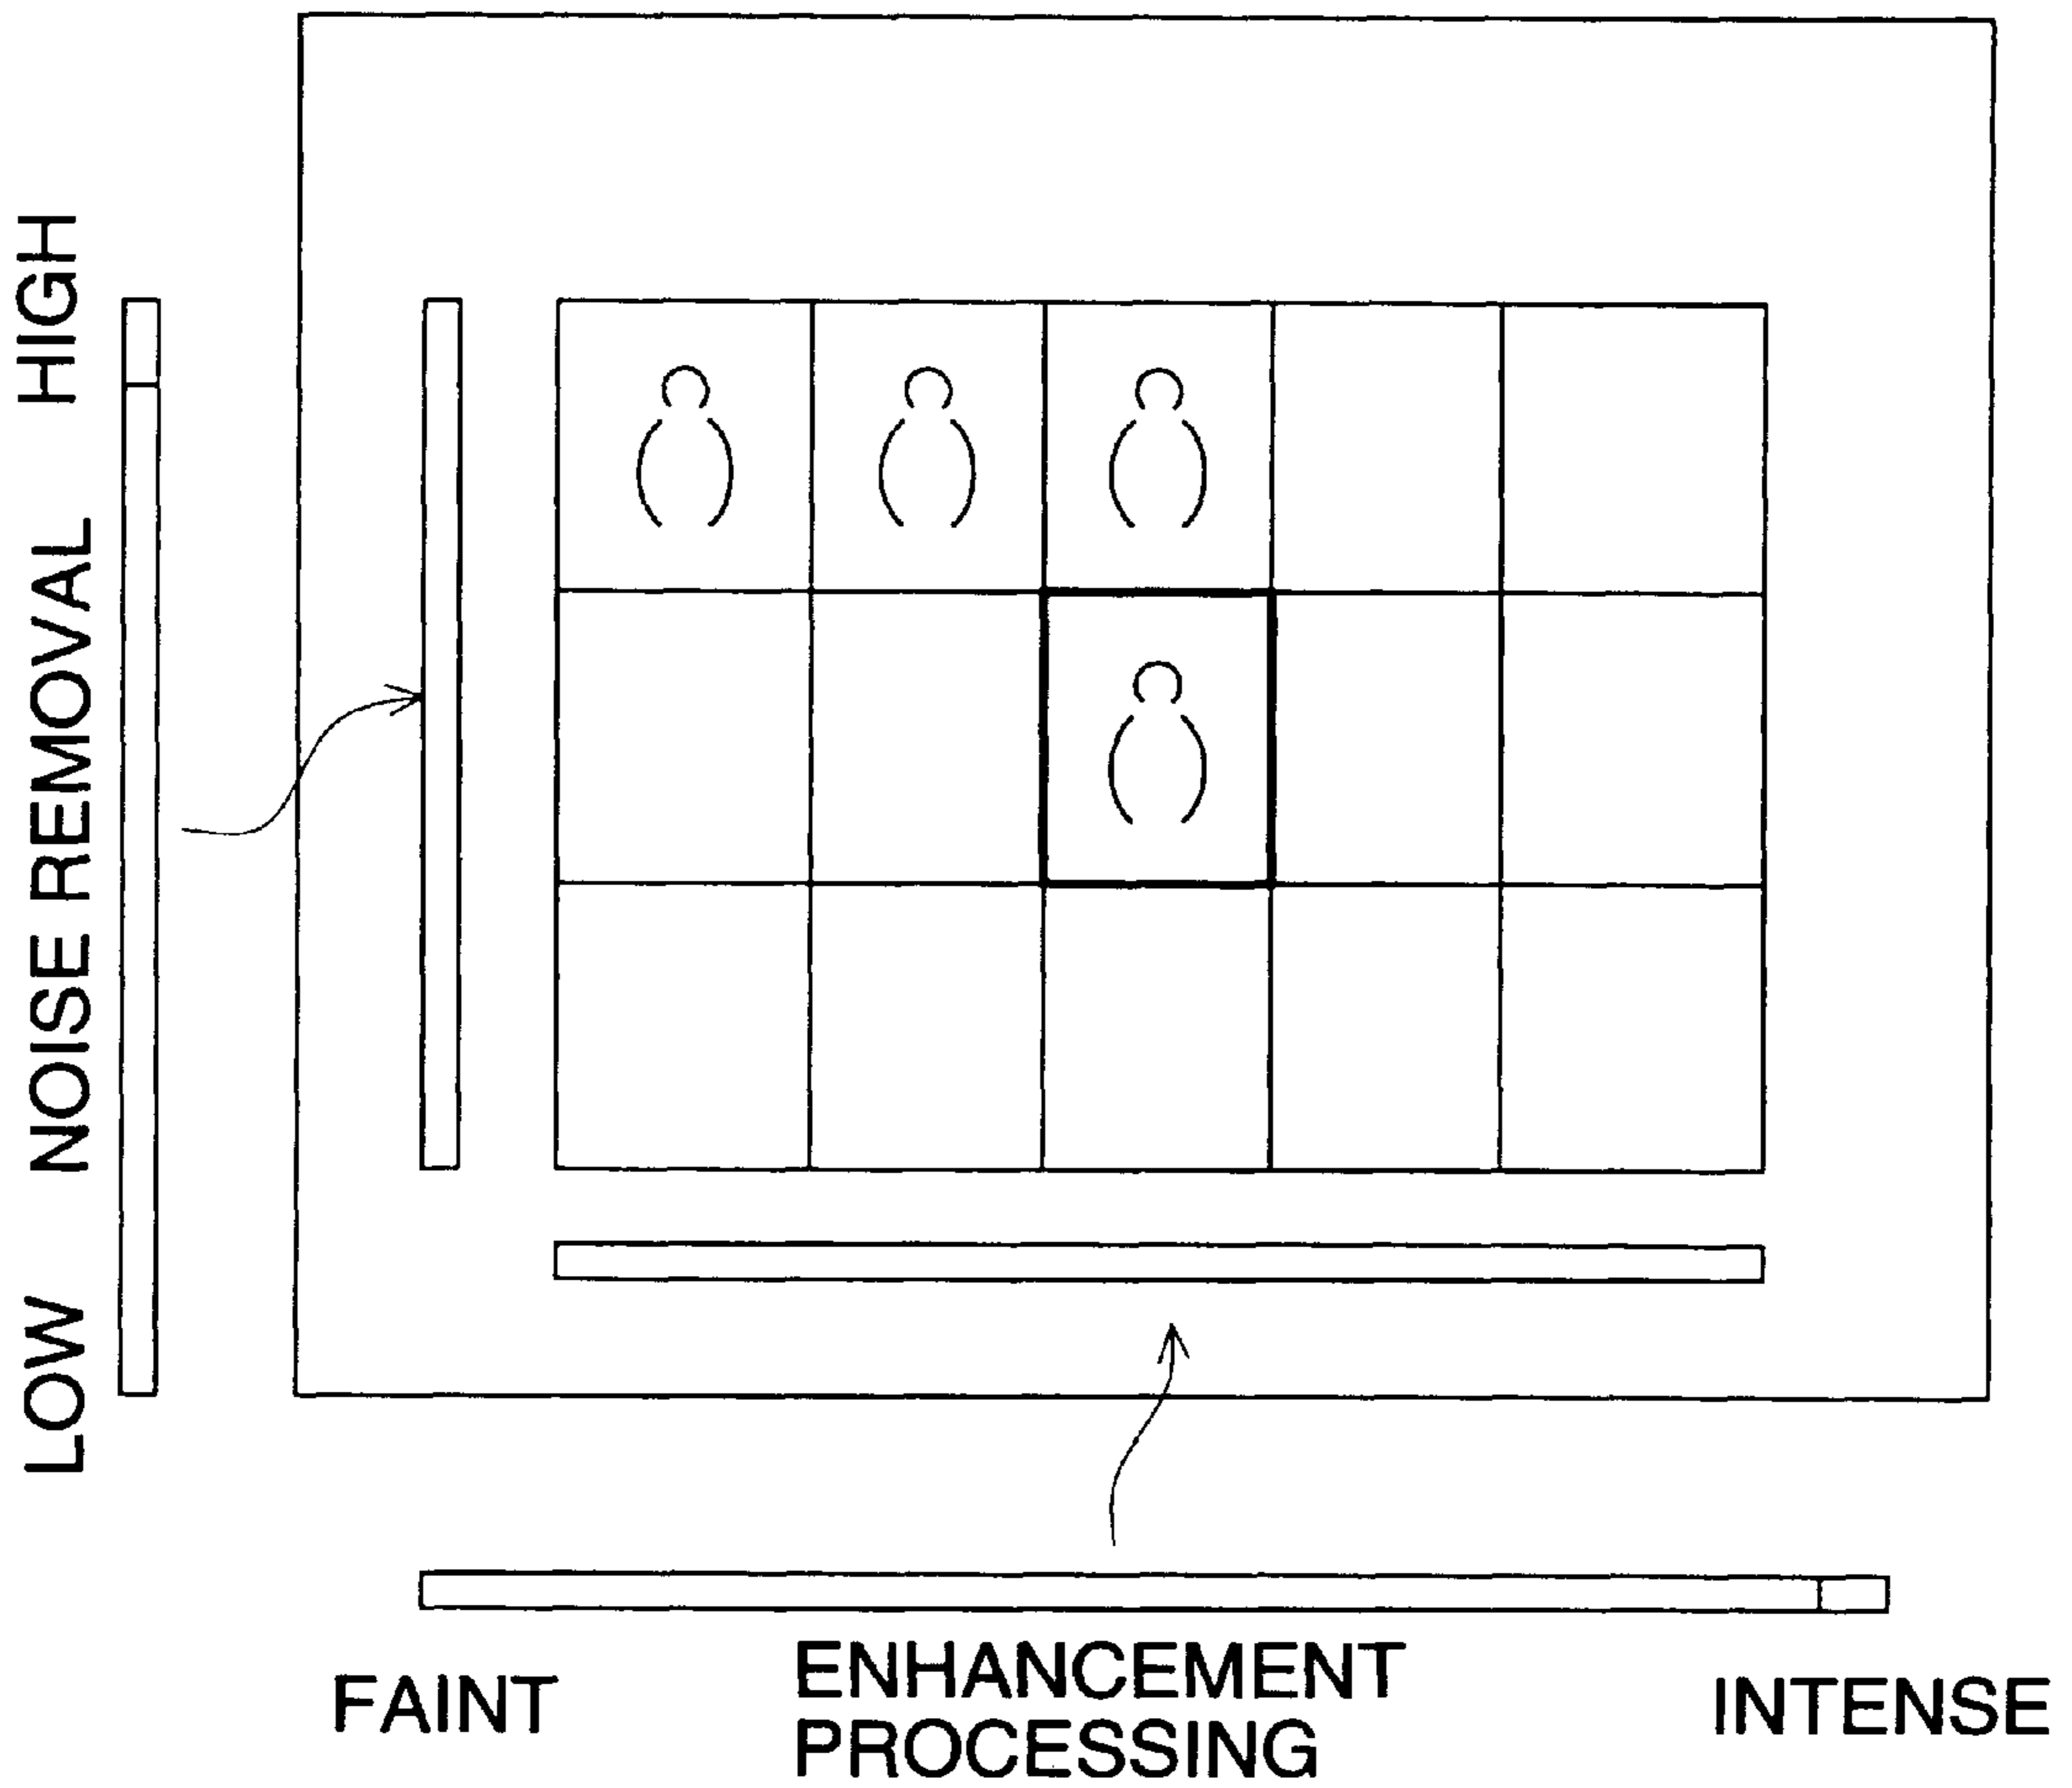 HIGH
NOISE REMOVAL
LOW
FAINT
ENHANCEMENT
PROCESSING
INTENSE